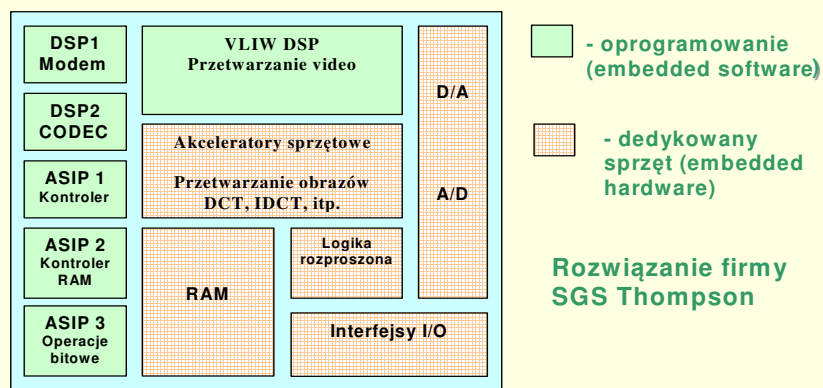 DSP1
Modem
DSP2
CODEC
ASIP 1
Kontroler
ASIP 2
Kontroler
RAM
ASIP 3
Operacje
bitowe
VLIW DSP
Przetwarzanie video
Akceleratory sprzętowe
Przetwarzanie obrazów
DCT, IDCT, itp.
RAM
Logika
rozproszona
Interfejsy I/O
D/A
A/D
- oprogramowanie
(embedded software)
- dedykowany
sprzęt (embedded
hardware)
Rozwiązanie firmy
SGS Thompson